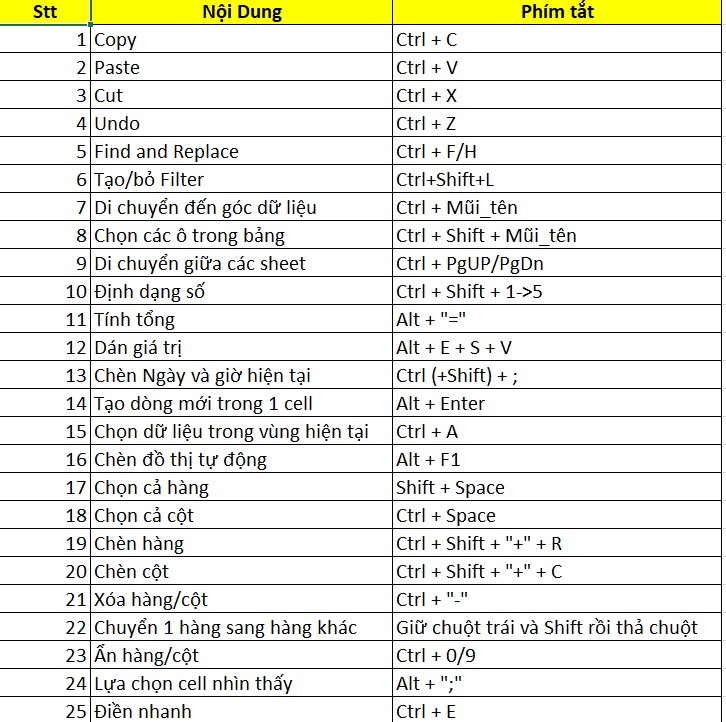 Stt Nội Dung Phím tắt
1 Copy Ctrl + C
2 Paste Ctrl + V
3 Cut Ctrl + X
4 Undo Ctrl + Z
5 Find and Replace Ctrl + F/H
6 Tạo/bỏ Filter Ctrl+Shift+L
7 Di chuyển đến góc dữ liệu Ctrl + Mũi_tên
8 Chọn các ô trong bảng Ctrl + Shift + Mũi_tên
9 Di chuyển giữa các sheet Ctrl + PgUP/PgDn
10 Định dạng số Ctrl + Shift + 1->5
11 Tính tổng Alt + "="
12 Dán giá trị Alt + E + S + V
13 Chèn Ngày và giờ hiện tại Ctrl (+Shift) + ;
14 Tạo dòng mới trong 1 cell Alt + Enter
15 Chọn dữ liệu trong vùng hiện tại Ctrl + A
16 Chèn đồ thị tự động Alt + F1
17 Chọn cả hàng Shift + Space
18 Chọn cả cột Ctrl + Space
19 Chèn hàng Ctrl + Shift + "+" + R
20 Chèn cột Ctrl + Shift + "+" + C
21 Xóa hàng/cột Ctrl + "-"
22 Chuyển 1 hàng sang hàng khác Giữ chuột trái và Shift rồi thả chuột
23 Ẩn hàng/cột Ctrl + 0/9
24 Lựa chọn cell nhìn thấy Alt + ";"
25 Điền nhanh Ctrl + E